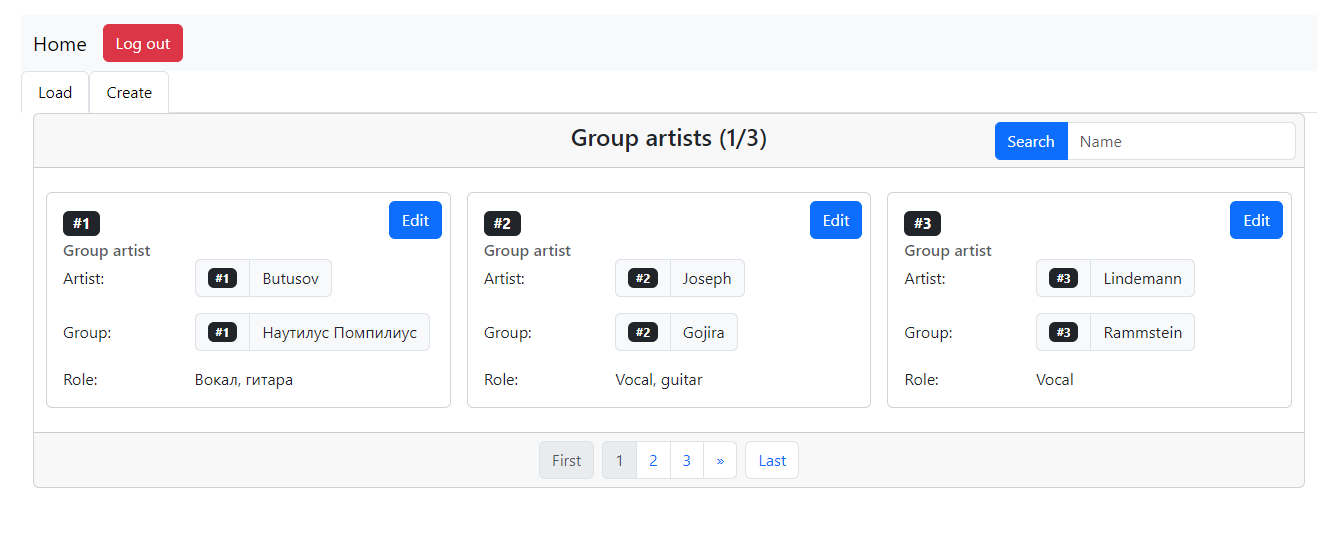 Home Log out
Load Create
Group artists (1/3) Search Name
#1 Edit
Group artist
Artist: #1 Butusov
Group: #1 Наутилус Помпилиус
Role: Вокал, гитара
#2 Edit
Group artist
Artist: #2 Joseph
Group: #2 Gojira
Role: Vocal, guitar
#3 Edit
Group artist
Artist: #3 Lindemann
Group: #3 Rammstein
Role: Vocal
First 1 2 3 » Last